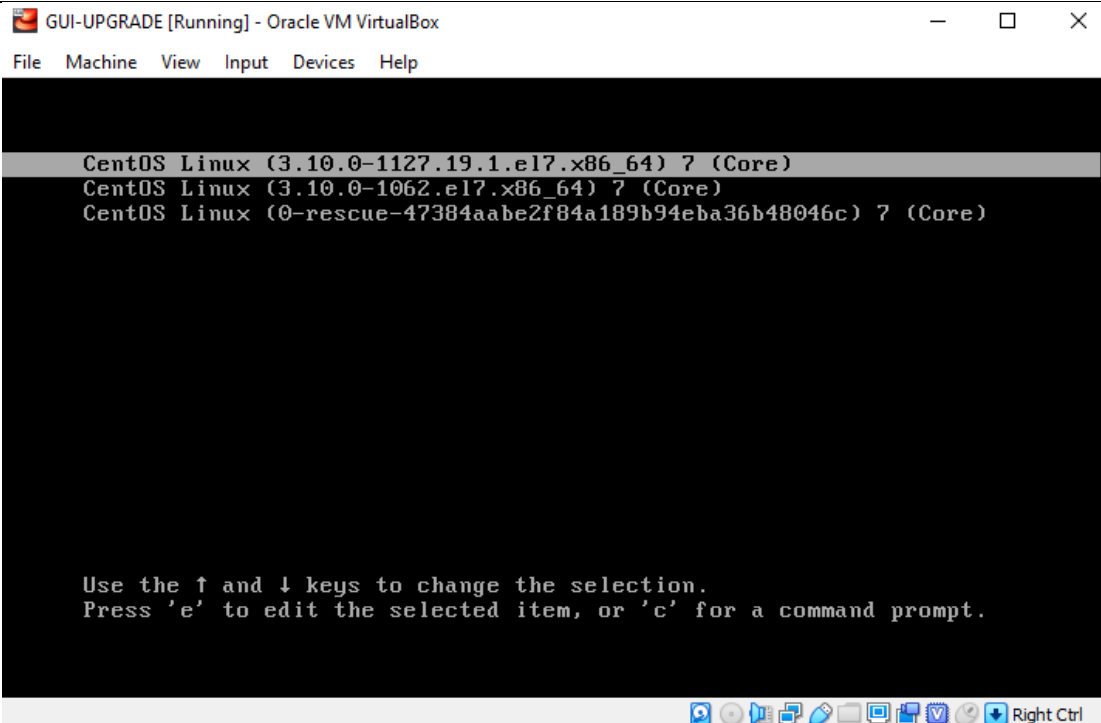 GUI-UPGRADE [Running] - Oracle VM VirtualBox
File Machine View Input Devices Help
CentOS Linux (3.10.0-1127.19.1.el7.x86_64) 7 (Core)
CentOS Linux (3.10.0-1062.el7.x86_64) 7 (Core)
CentOS Linux (0-rescue-47384aabe2f84a189b94eba36b48046c) 7 (Core)
Use the ↑ and ↓ keys to change the selection.
Press 'e' to edit the selected item, or 'c' for a command prompt.
Right Ctrl